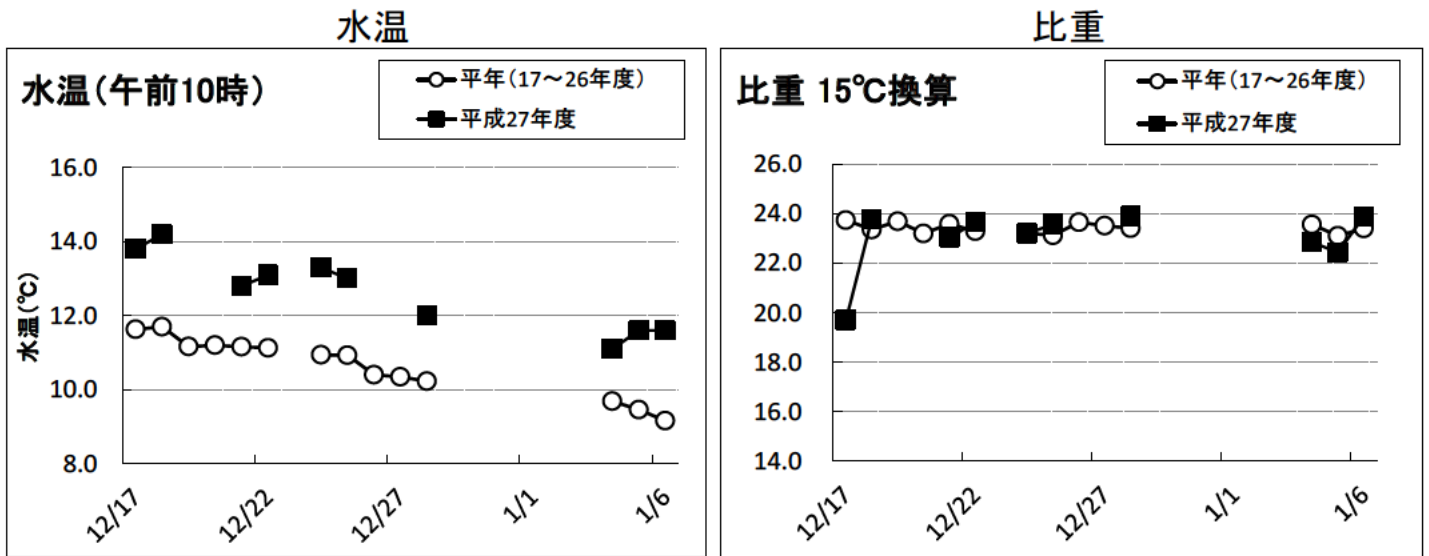 水温
水温(午前10時)
平年(17～26年度)
平成27年度
水温(℃)
16.0
14.0
12.0
10.0
8.0
12/17
12/22
12/27
1/1
1/6
比重
比重 15℃換算
平年(17～26年度)
平成27年度
26.0
24.0
22.0
20.0
18.0
16.0
14.0
12/17
12/22
12/27
1/1
1/6